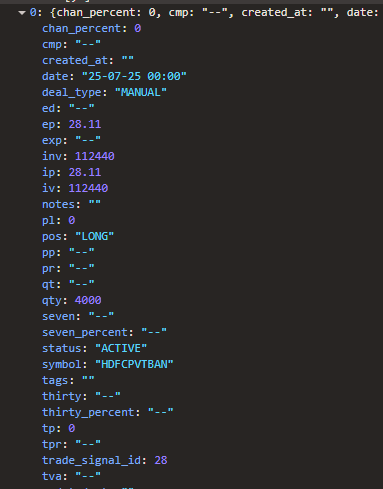 0: {chan_percent: 0, cmp: "--", created_at: "", date:
chan_percent: 0
cmp: "--"
created_at: ""
date: "25-07-25 00:00"
deal_type: "MANUAL"
ed: "--"
ep: 28.11
exp: "--"
inv: 112440
ip: 28.11
iv: 112440
notes: ""
pl: 0
pos: "LONG"
pp: "--"
pr: "--"
qt: "--"
qty: 4000
seven: "--"
seven_percent: "--"
status: "ACTIVE"
symbol: "HDFCPVTBAN"
tags: ""
thirty: "--"
thirty_percent: "--"
tp: 0
tpr: "--"
trade_signal_id: 28
tva: "--"